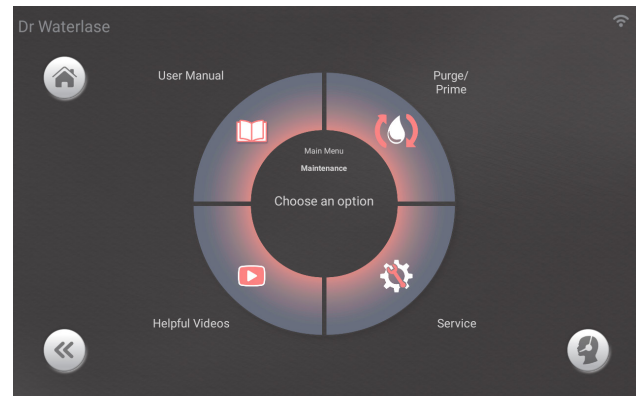 Dr Waterlase
User Manual
Purge/
Prime
Main Menu
Maintenance
Choose an option
Helpful Videos
Service